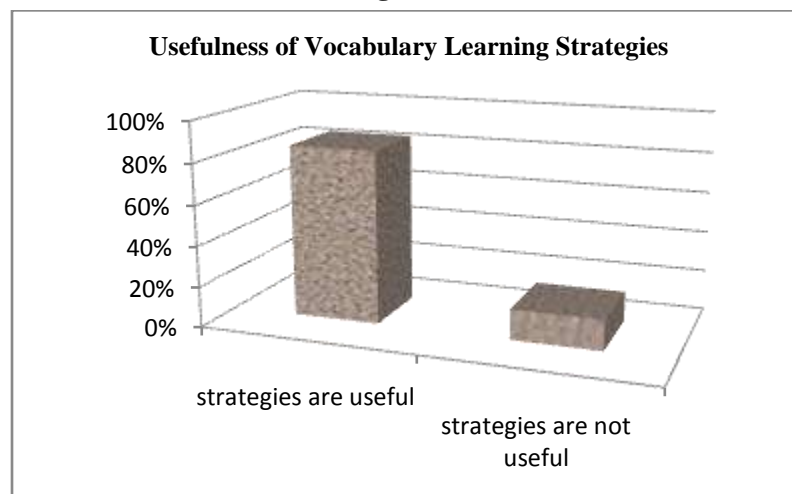 Usefulness of Vocabulary Learning Strategies
100%
80%
60%
40%
20%
0%
strategies are useful
strategies are not
useful